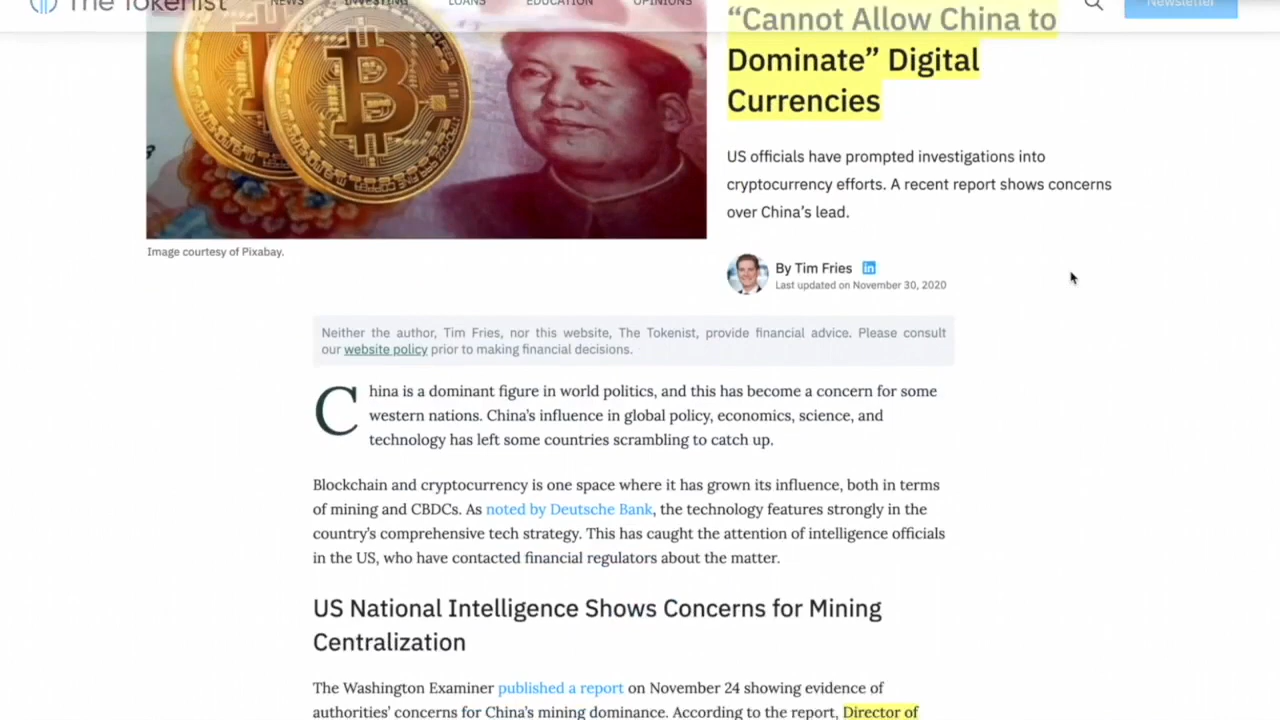 The Tokenist
NEWS INVESTING LOANS EDUCATION OPINIONS
Newsletter
“Cannot Allow China to
Dominate” Digital
Currencies
US officials have prompted investigations into
cryptocurrency efforts. A recent report shows concerns
over China’s lead.
Image courtesy of Pixabay.
By Tim Fries in
Last updated on November 30, 2020
Neither the author, Tim Fries, nor this website, The Tokenist, provide financial advice. Please consult
our website policy prior to making financial decisions.
China is a dominant figure in world politics, and this has become a concern for some
western nations. China’s influence in global policy, economics, science, and
technology has left some countries scrambling to catch up.
Blockchain and cryptocurrency is one space where it has grown its influence, both in terms
of mining and CBDCs. As noted by Deutsche Bank, the technology features strongly in the
country’s comprehensive tech strategy. This has caught the attention of intelligence officials
in the US, who have contacted financial regulators about the matter.
US National Intelligence Shows Concerns for Mining
Centralization
The Washington Examiner published a report on November 24 showing evidence of
authorities’ concerns for China’s mining dominance. According to the report, Director of